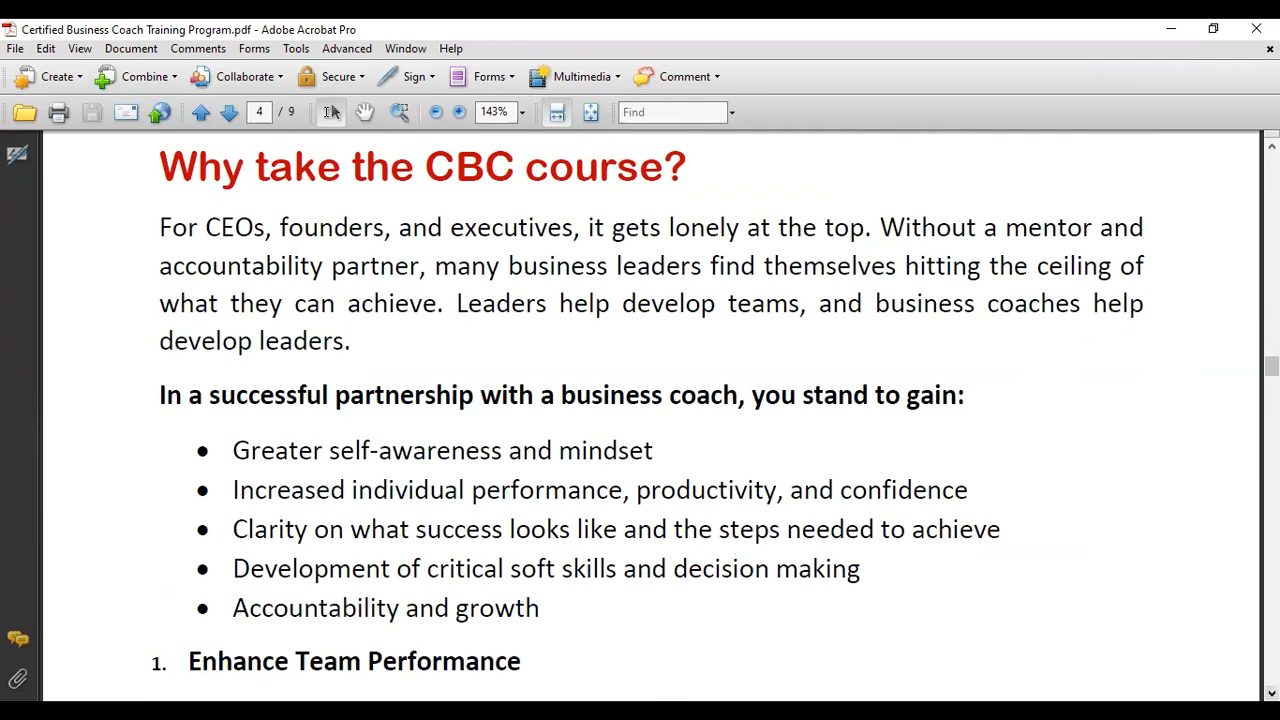 Certified Business Coach Training Program.pdf - Adobe Acrobat Pro
File Edit View Document Comments Forms Tools Advanced Window Help
Create Combine Collaborate Secure Sign Forms Multimedia Comment
4 / 9 143% Find
Why take the CBC course?
For CEOs, founders, and executives, it gets lonely at the top. Without a mentor and
accountability partner, many business leaders find themselves hitting the ceiling of
what they can achieve. Leaders help develop teams, and business coaches help
develop leaders.
In a successful partnership with a business coach, you stand to gain:
• Greater self-awareness and mindset
• Increased individual performance, productivity, and confidence
• Clarity on what success looks like and the steps needed to achieve
• Development of critical soft skills and decision making
• Accountability and growth
1. Enhance Team Performance